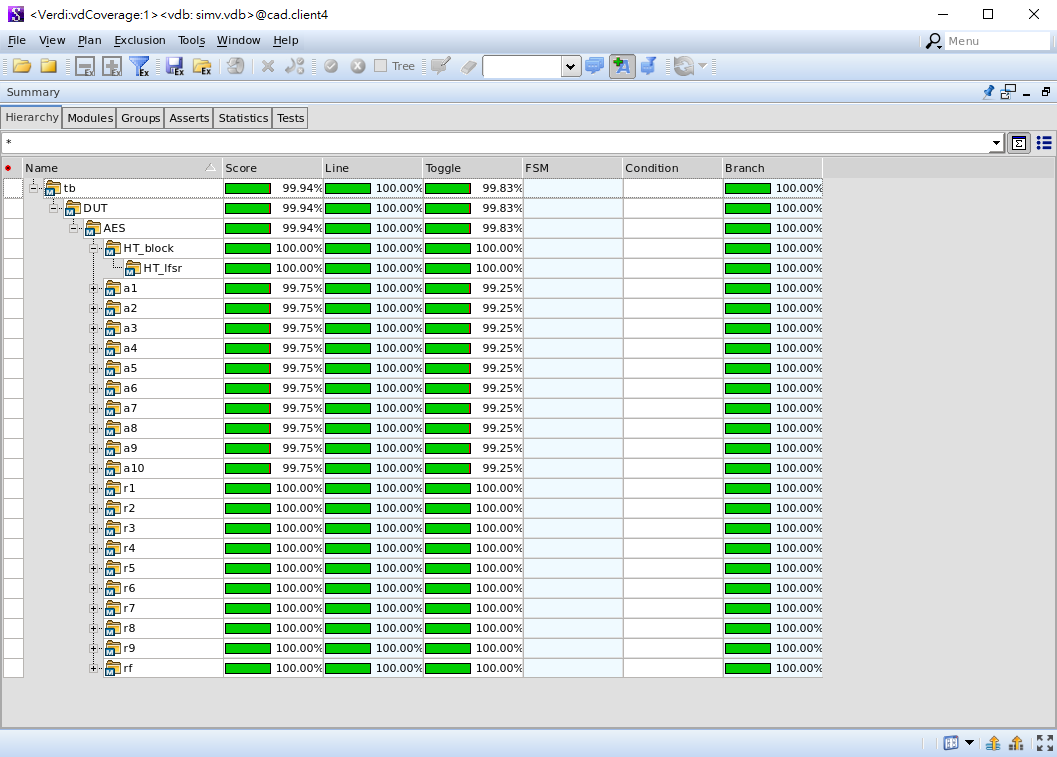 <Verdi:vdCoverage:1><vdb: simv.vdb>@cad.client4
File View Plan Exclusion Tools Window Help Menu
Ex Ex Ex Ex Ex Tree A
Summary
Hierarchy Modules Groups Asserts Statistics Tests
*
Name Score Line Toggle FSM Condition Branch
tb 99.94% 100.00% 99.83% 100.00%
DUT 99.94% 100.00% 99.83% 100.00%
AES 99.94% 100.00% 99.83% 100.00%
HT_block 100.00% 100.00% 100.00% 100.00%
HT_lfsr 100.00% 100.00% 100.00% 100.00%
a1 99.75% 100.00% 99.25% 100.00%
a2 99.75% 100.00% 99.25% 100.00%
a3 99.75% 100.00% 99.25% 100.00%
a4 99.75% 100.00% 99.25% 100.00%
a5 99.75% 100.00% 99.25% 100.00%
a6 99.75% 100.00% 99.25% 100.00%
a7 99.75% 100.00% 99.25% 100.00%
a8 99.75% 100.00% 99.25% 100.00%
a9 99.75% 100.00% 99.25% 100.00%
a10 99.75% 100.00% 99.25% 100.00%
r1 100.00% 100.00% 100.00% 100.00%
r2 100.00% 100.00% 100.00% 100.00%
r3 100.00% 100.00% 100.00% 100.00%
r4 100.00% 100.00% 100.00% 100.00%
r5 100.00% 100.00% 100.00% 100.00%
r6 100.00% 100.00% 100.00% 100.00%
r7 100.00% 100.00% 100.00% 100.00%
r8 100.00% 100.00% 100.00% 100.00%
r9 100.00% 100.00% 100.00% 100.00%
rf 100.00% 100.00% 100.00% 100.00%